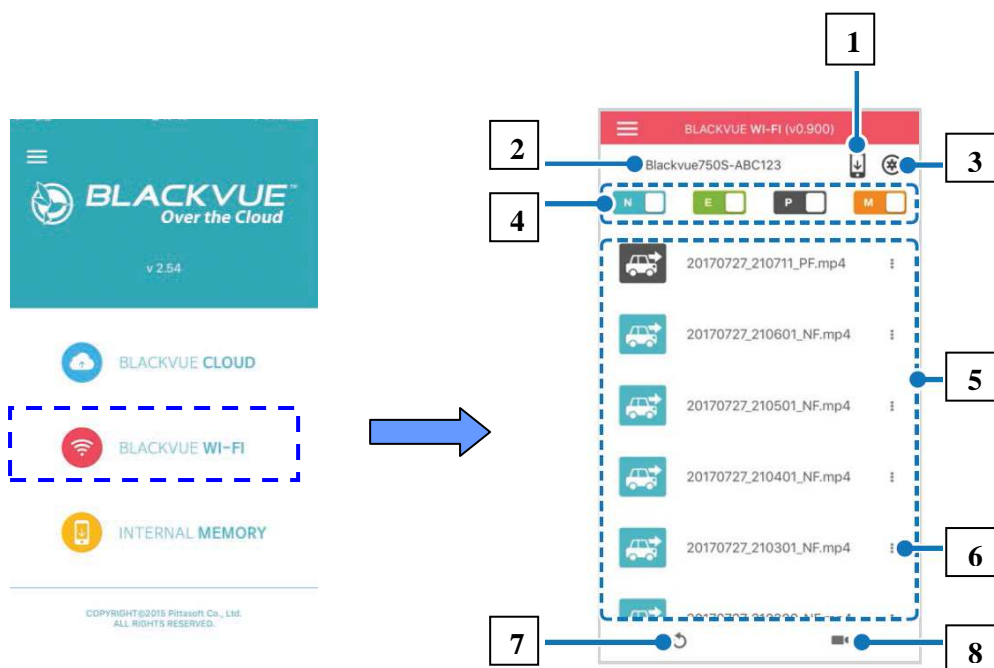 BLACKVUE™
Over the Cloud
v 2.54
BLACKVUE CLOUD
BLACKVUE WI-FI
INTERNAL MEMORY
COPYRIGHT©2015 Pittasoft Co., Ltd.
ALL RIGHTS RESERVED.
1
BLACKVUE WI-FI (v0.900)
2
Blackvue750S-ABC123
3
4
N E P M
20170727_210711_PF.mp4
20170727_210601_NF.mp4
5
20170727_210501_NF.mp4
20170727_210401_NF.mp4
20170727_210301_NF.mp4
6
7
8